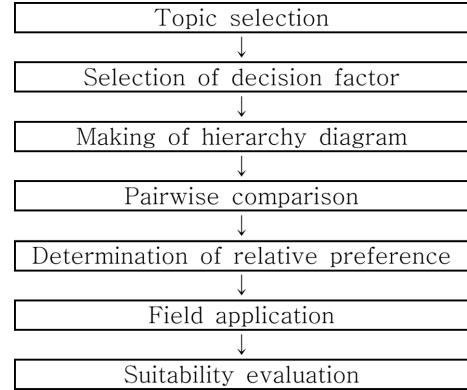 Topic selection
↓
Selection of decision factor
↓
Making of hierarchy diagram
↓
Pairwise comparison
↓
Determination of relative preference
↓
Field application
↓
Suitability evaluation